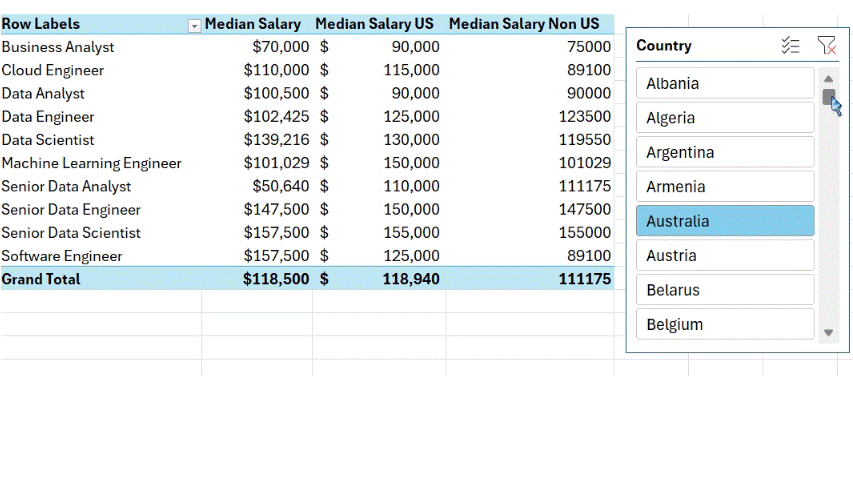 Row Labels Median Salary Median Salary US Median Salary Non US
Business Analyst $70,000 $ 90,000 75000
Cloud Engineer $110,000 $ 115,000 89100
Data Analyst $100,500 $ 90,000 90000
Data Engineer $102,425 $ 125,000 123500
Data Scientist $139,216 $ 130,000 119550
Machine Learning Engineer $101,029 $ 150,000 101029
Senior Data Analyst $50,640 $ 110,000 111175
Senior Data Engineer $147,500 $ 150,000 147500
Senior Data Scientist $157,500 $ 155,000 155000
Software Engineer $157,500 $ 125,000 89100
Grand Total $118,500 $ 118,940 111175
Country
Albania
Algeria
Argentina
Armenia
Australia
Austria
Belarus
Belgium